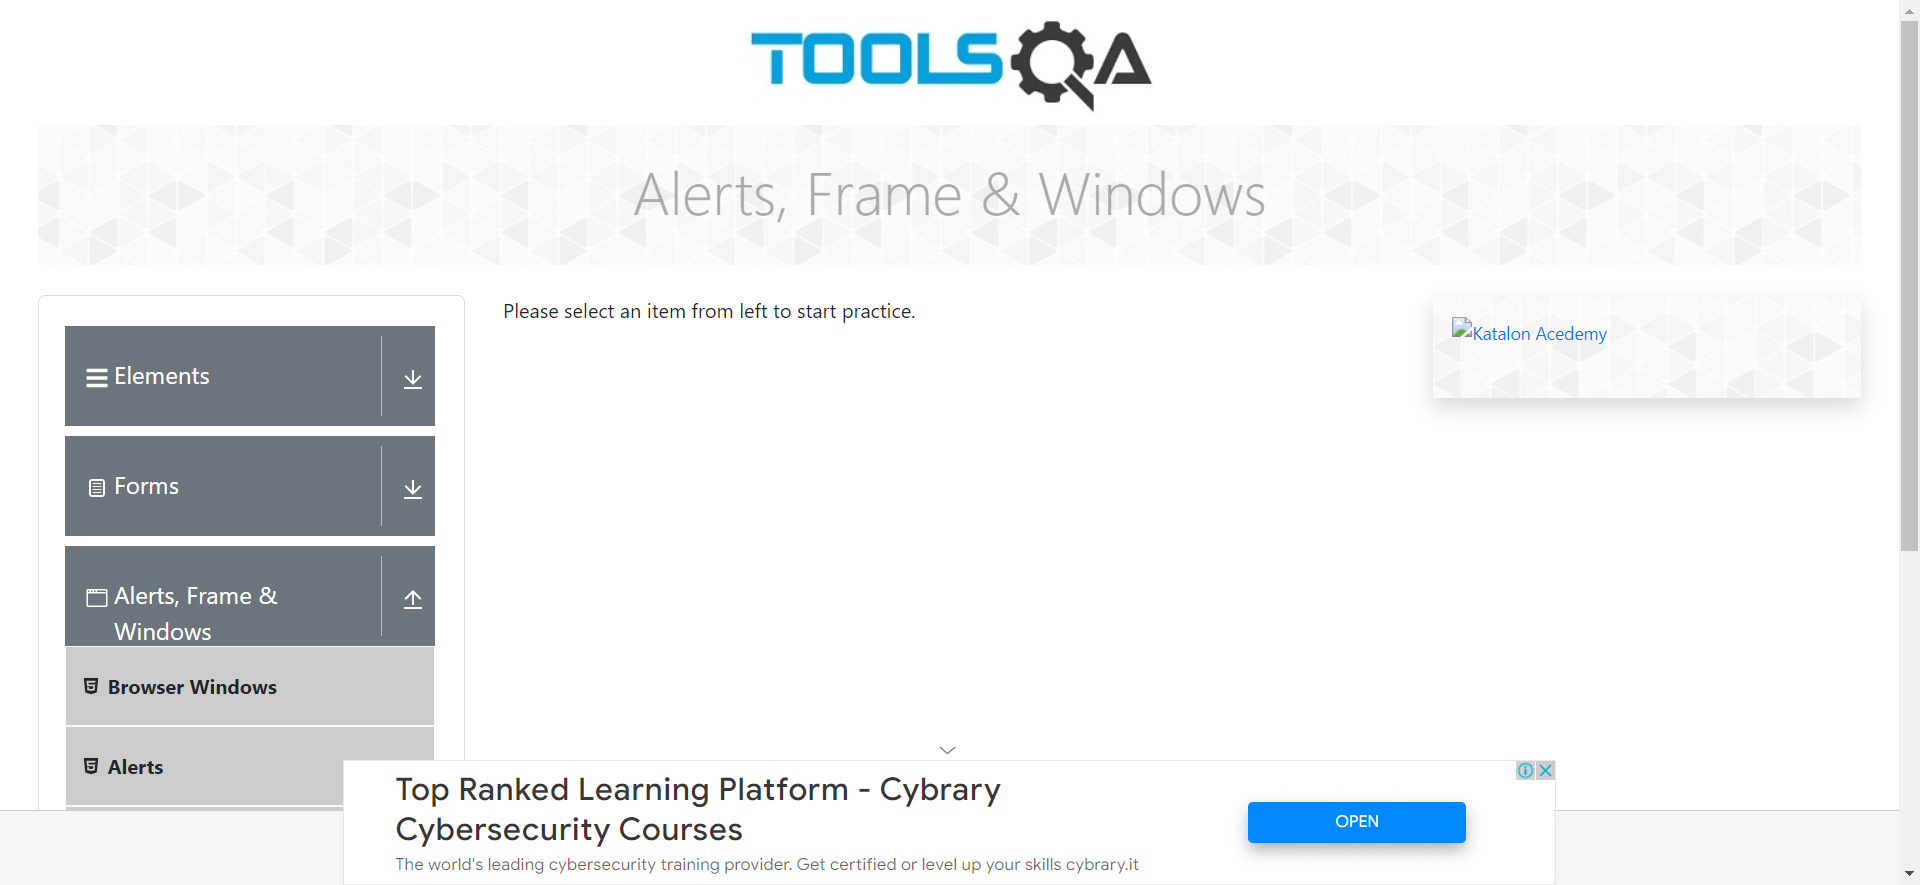 TOOLSQA
Alerts, Frame & Windows
Please select an item from left to start practice.
Katalon Acedemy
Elements
Forms
Alerts, Frame &
Windows
Browser Windows
Alerts
Top Ranked Learning Platform - Cybrary
Cybersecurity Courses
The world's leading cybersecurity training provider. Get certified or level up your skills cybrary.it
OPEN